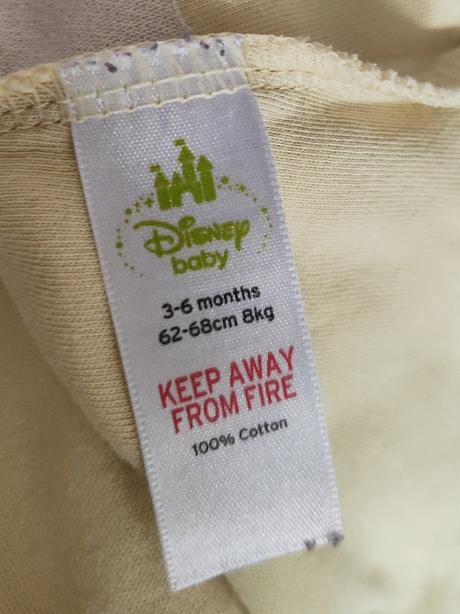 Disney
baby
3-6 months
62-68cm 8kg
KEEP AWAY
FROM FIRE
100% Cotton